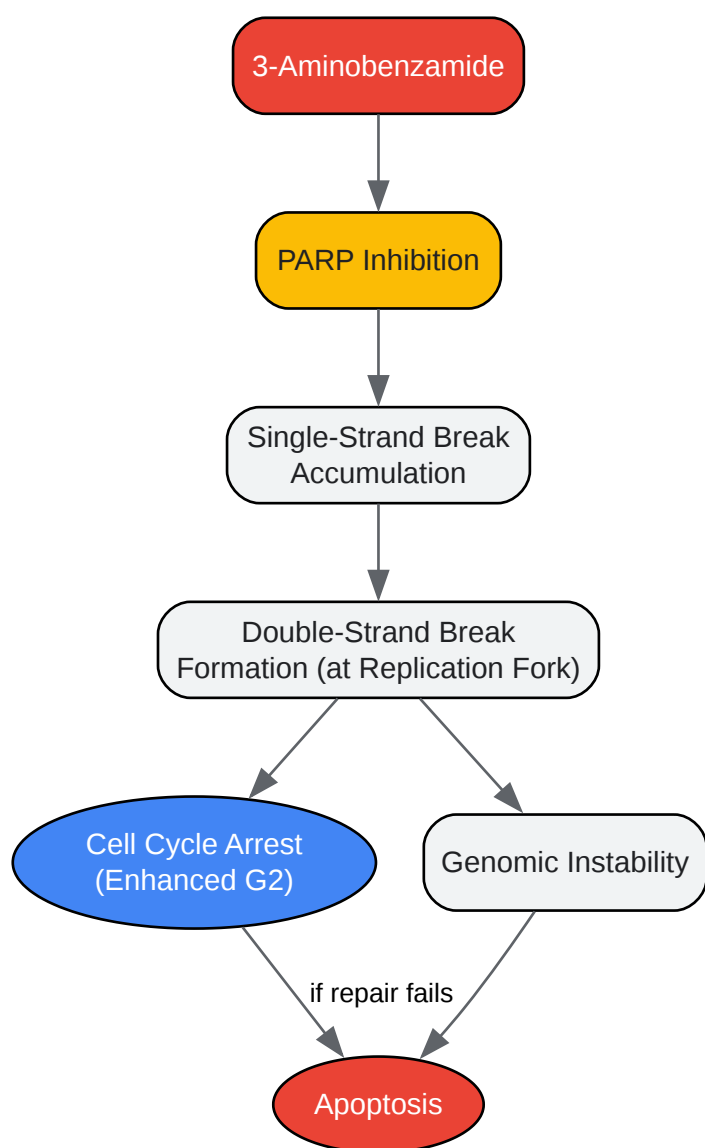 3-Aminobenzamide
PARP Inhibition
Single-Strand Break
Accumulation
Double-Strand Break
Formation (at Replication Fork)
Cell Cycle Arrest
(Enhanced G2)
Genomic Instability
if repair fails
Apoptosis